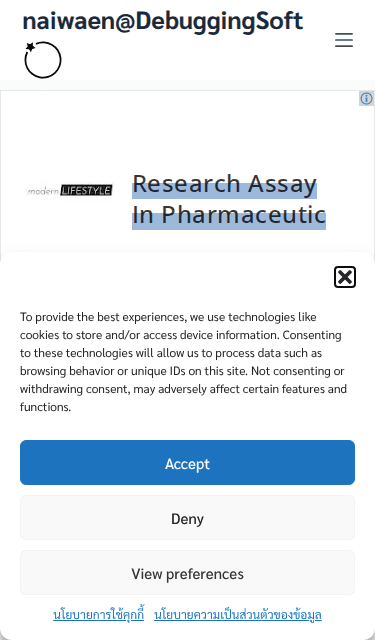 naiwaen@DebuggingSoft
modern LIFESTYLE
Research Assay
In Pharmaceutic
To provide the best experiences, we use technologies like
cookies to store and/or access device information. Consenting
to these technologies will allow us to process data such as
browsing behavior or unique IDs on this site. Not consenting or
withdrawing consent, may adversely affect certain features and
functions.
Accept
Deny
View preferences
นโยบายการใช้คุกกี้ นโยบายความเป็นส่วนตัวของข้อมูล